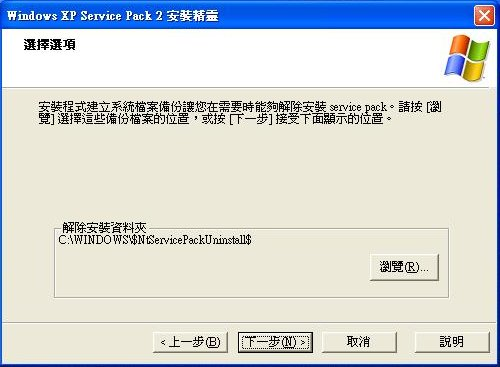 Windows XP Service Pack 2 安裝精靈
選擇選項
安裝程式建立系統檔案備份讓您在需要時能夠解除安裝 service pack。請按 [瀏
覽] 選擇這些備份檔案的位置，或按 [下一步] 接受下面顯示的位置。
解除安裝資料夾
C:\WINDOWS\$NtServicePackUninstall$
瀏覽(R)...
< 上一步(B)
下一步(N) >
取消
說明